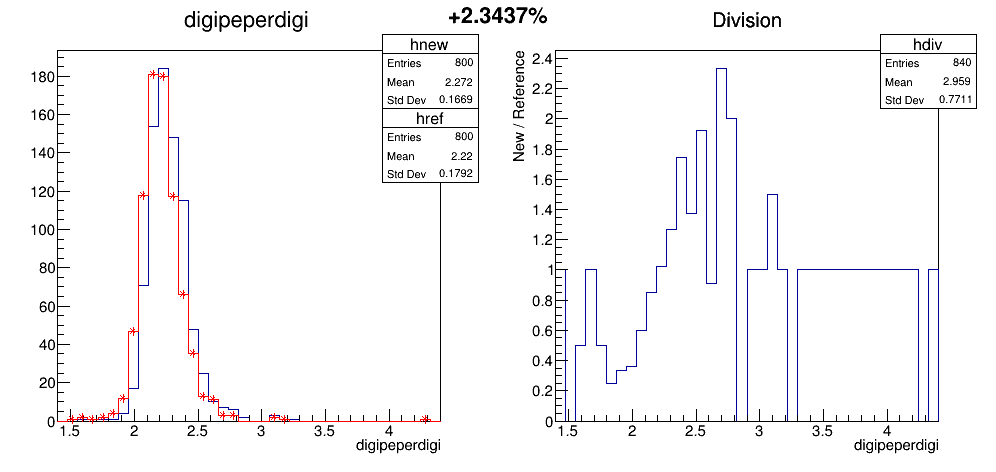 +2.3437%
digipeperdigi
hnew
Entries 800
Mean 2.272
Std Dev 0.1669
href
Entries 800
Mean 2.22
Std Dev 0.1792
180
160
140
120
100
80
60
40
20
0
1.5 2 2.5 3 3.5 4
digipeperdigi
Division
hdiv
Entries 840
Mean 2.959
Std Dev 0.7711
New / Reference
2.4
2.2
2
1.8
1.6
1.4
1.2
1
0.8
0.6
0.4
0.2
0
1.5 2 2.5 3 3.5 4
digipeperdigi